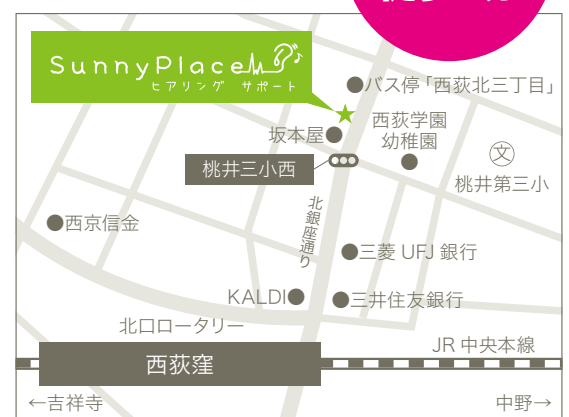 SunnyPlace
ヒアリング サポート
バス停「西荻北三丁目」
西荻学園
幼稚園
坂本屋
文
桃井三小西
桃井第三小
北銀座通り
西京信金
三菱 UFJ 銀行
KALDI
三井住友銀行
北口ロータリー
JR 中央本線
西荻窪
←吉祥寺
中野→